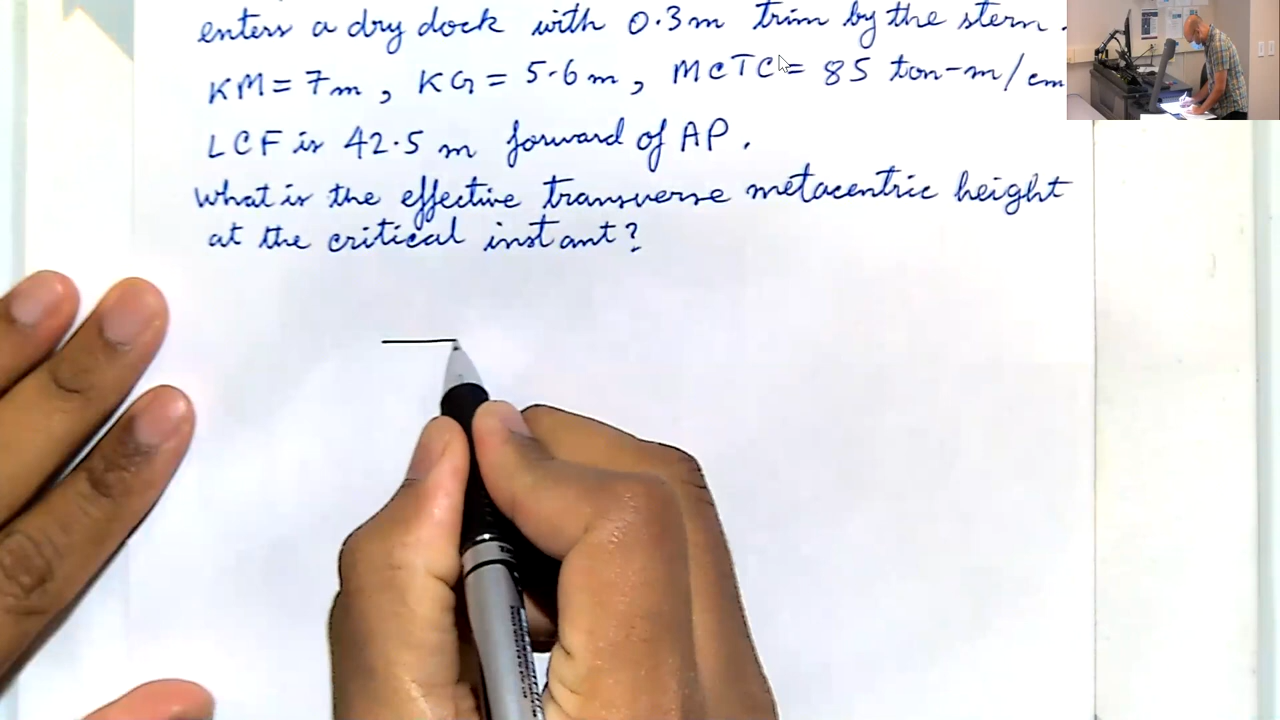 enters a dry dock with 0.3m trim by the stern.
KM = 7m, KG = 5.6m, MCTC = 85 ton-m/cm
LCF is 42.5 m forward of AP.
What is the effective transverse metacentric height
at the critical instant?